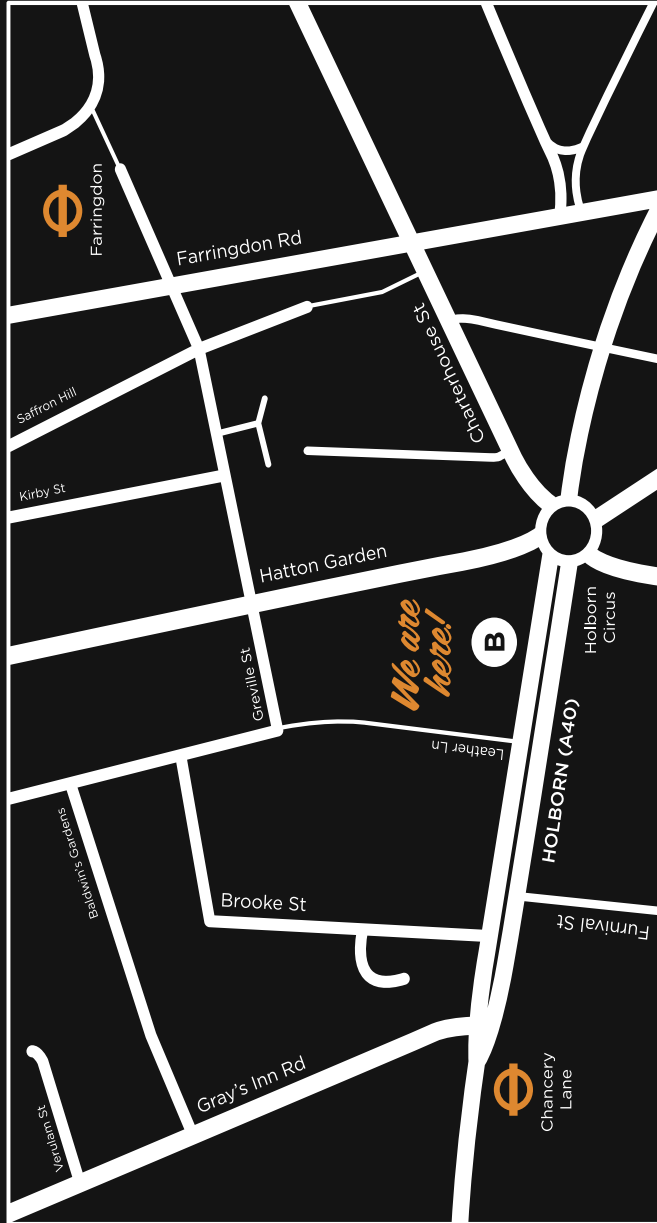 Farringdon
Farringdon Rd
Saffron Hill
Charterhouse St
Kirby St
Hatton Garden
Holborn
Circus
We are
here!
B
Greville St
Leather Ln
HOLBORN (A40)
Baldwin's Gardens
Brooke St
Furnival St
Gray's Inn Rd
Chancery
Lane
Verulam St